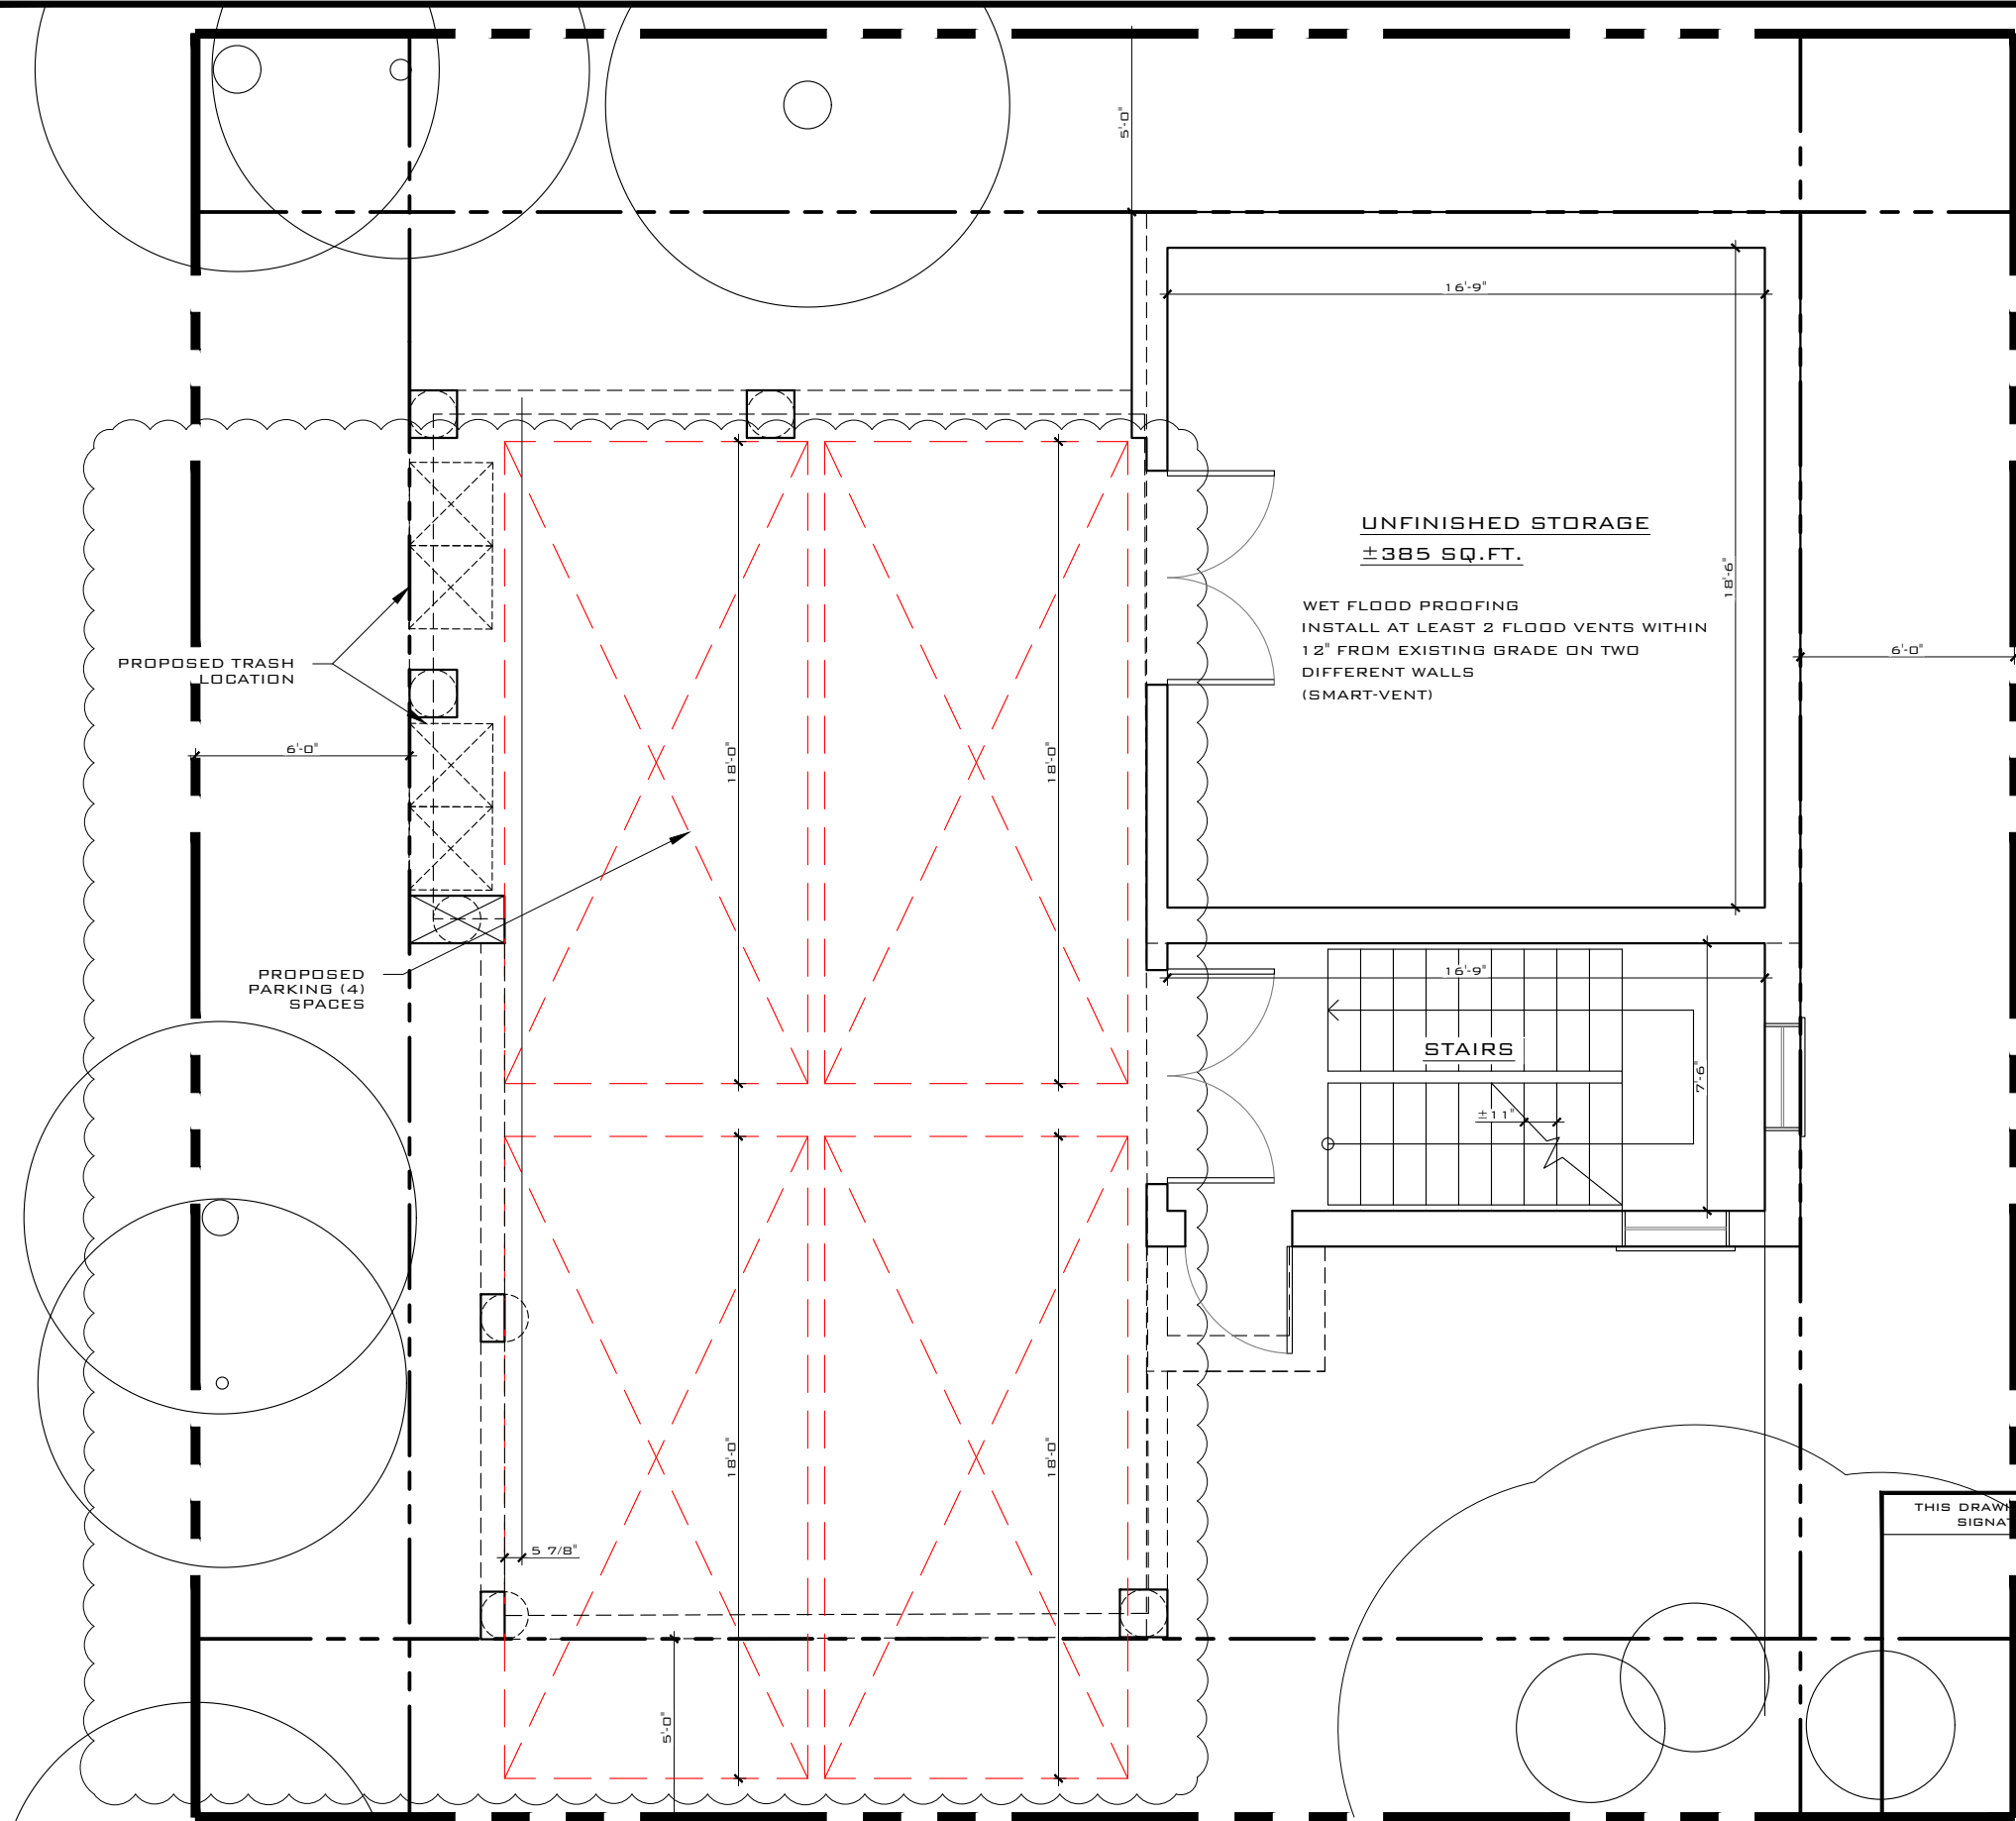 5'-0"
16'-9"
UNFINISHED STORAGE
±385 SQ.FT.
18'-6"
WET FLOOD PROOFING
INSTALL AT LEAST 2 FLOOD VENTS WITHIN
12" FROM EXISTING GRADE ON TWO
DIFFERENT WALLS
(SMART-VENT)
6'-0"
PROPOSED TRASH
LOCATION
6'-0"
18'-0"
18'-0"
PROPOSED
PARKING (4)
SPACES
16'-9"
STAIRS
7'-6"
±11"
18'-0"
18'-0"
5 7/8"
THIS DRAWI
SIGNAT
5'-0"